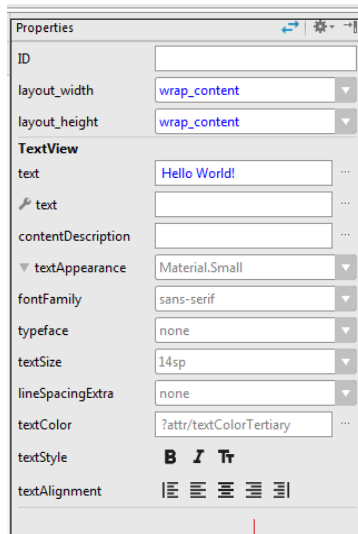 Properties
ID
layout_width wrap_content
layout_height wrap_content
TextView
text Hello World!
text
contentDescription
textAppearance Material.Small
fontFamily sans-serif
typeface none
textSize 14sp
lineSpacingExtra none
textColor ?attr/textColorTertiary
textStyle B I Tт
textAlignment